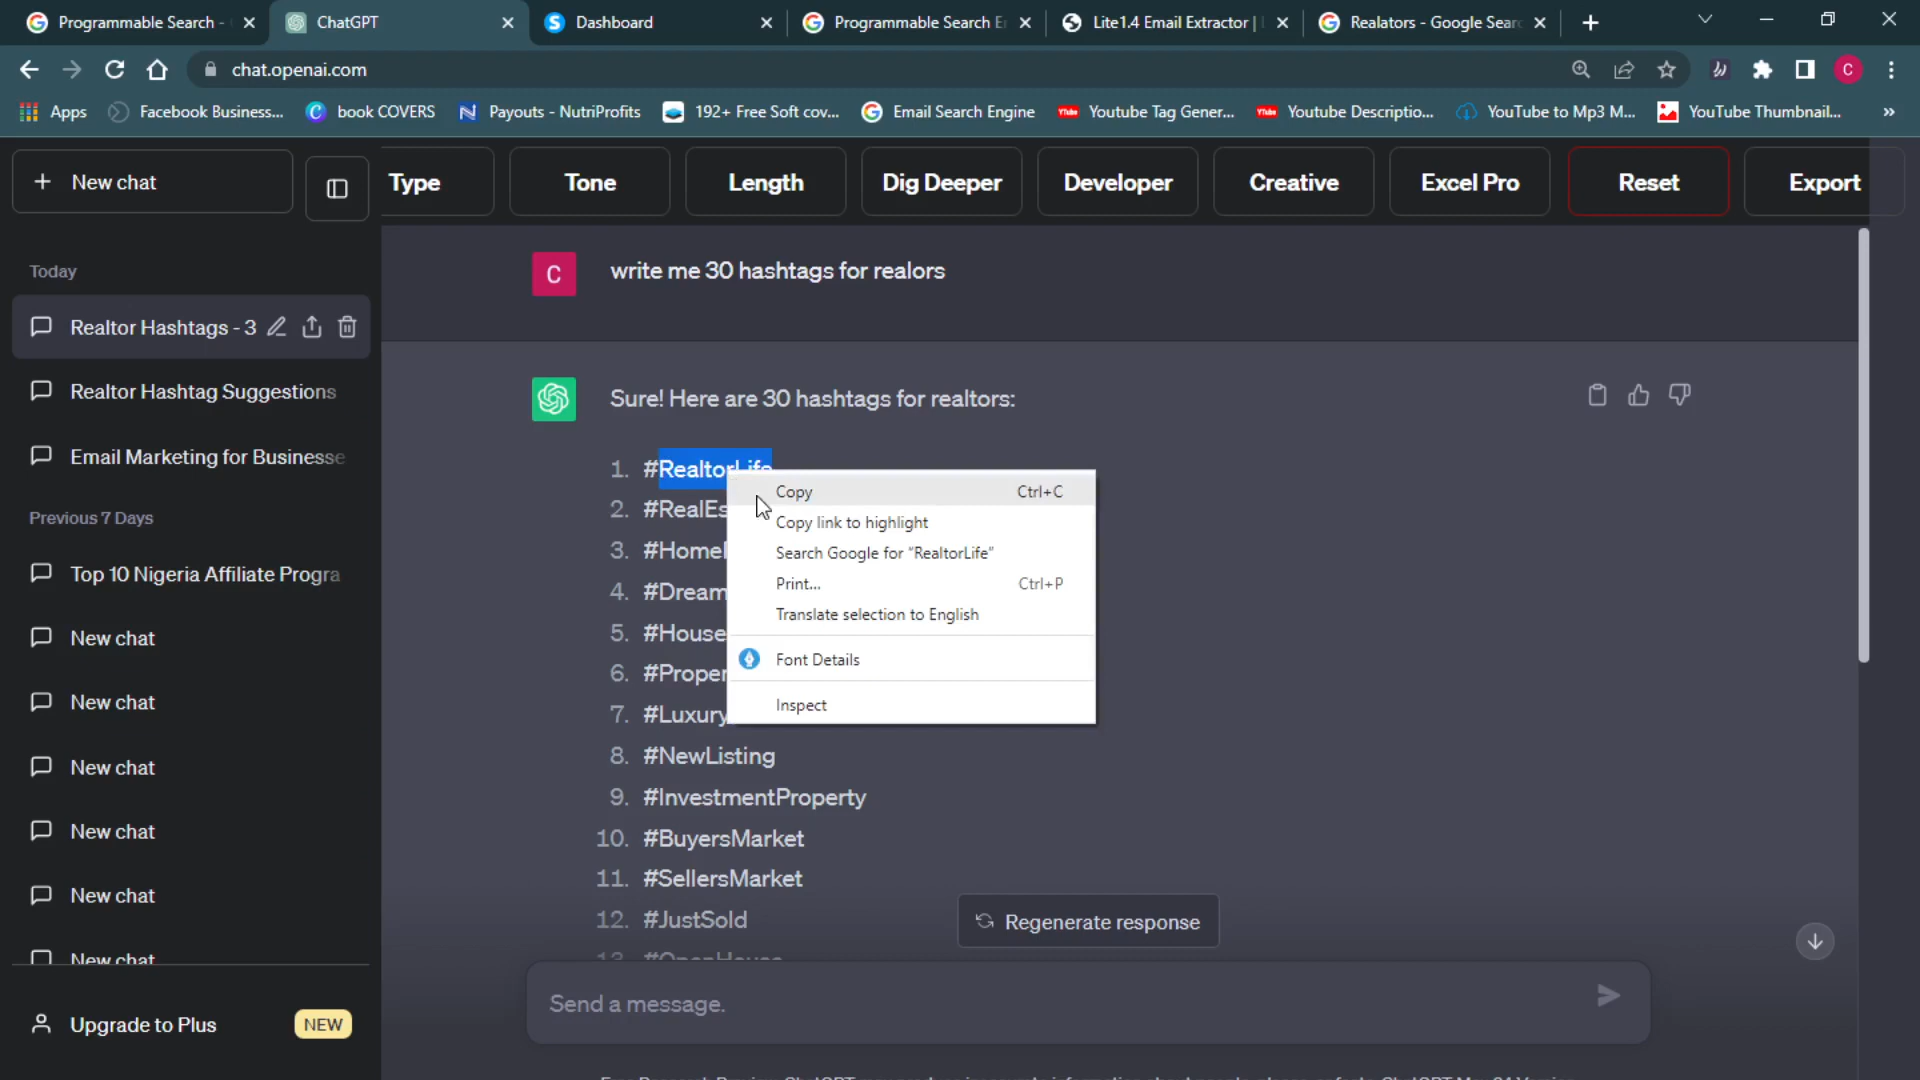 Programmable Search -
ChatGPT
Dashboard
Programmable Search E
Lite1.4 Email Extractor |
Realators - Google Sear
chat.openai.com
C
Apps
Facebook Business...
book COVERS
Payouts - NutriProfits
192+ Free Soft cov...
Email Search Engine
Youtube Tag Gener...
Youtube Descriptio...
YouTube to Mp3 M...
YouTube Thumbnail...
»
+ New chat
Type
Tone
Length
Dig Deeper
Developer
Creative
Excel Pro
Reset
Export
Today
Realtor Hashtags - 3
Realtor Hashtag Suggestions
Email Marketing for Businesse
Previous 7 Days
Top 10 Nigeria Affiliate Progra
New chat
New chat
New chat
New chat
New chat
New chat
Upgrade to Plus
NEW
C
write me 30 hashtags for realors
Sure! Here are 30 hashtags for realtors:
1. #RealtorLife
2. #RealEs
3. #Home
4. #Dream
5. #House
6. #Proper
7. #Luxury
8. #NewListing
9. #InvestmentProperty
10. #BuyersMarket
11. #SellersMarket
12. #JustSold
13. #OpenHouse
Copy Ctrl+C
Copy link to highlight
Search Google for "RealtorLife"
Print... Ctrl+P
Translate selection to English
Font Details
Inspect
Regenerate response
Send a message.